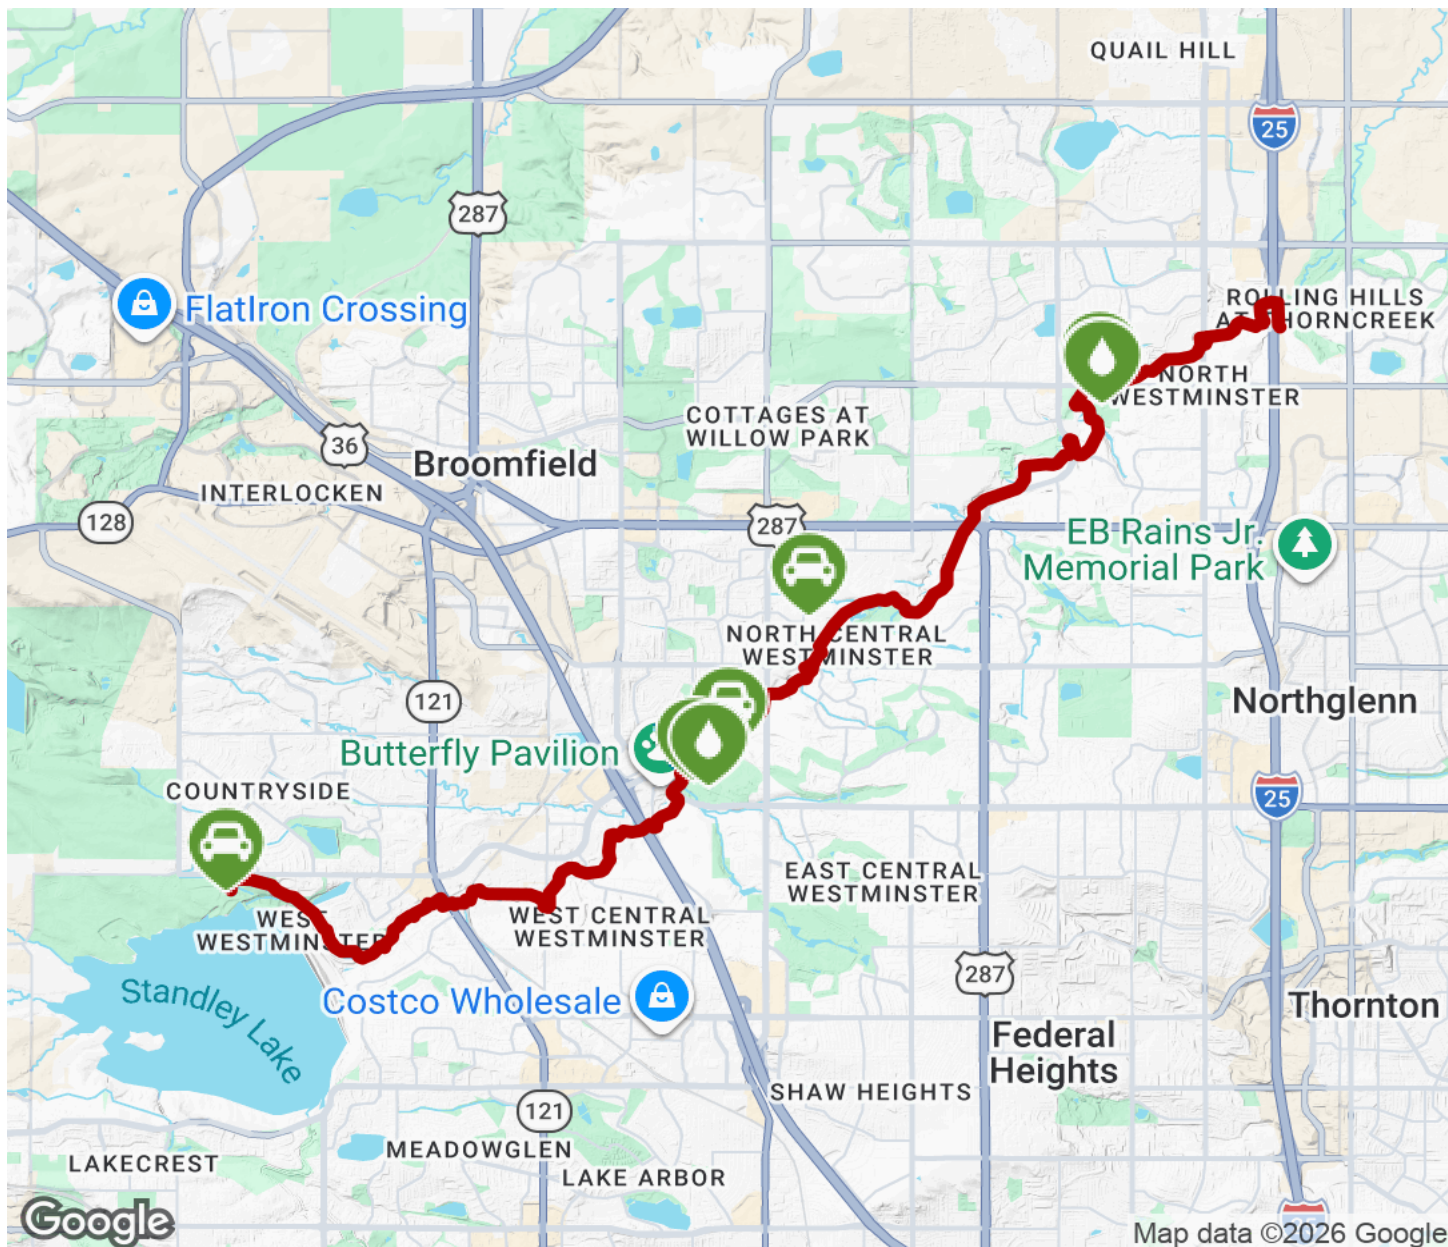 QUAIL HILL
25
287
FlatIron Crossing
ROLLING HILLS
AT THORNCREEK
NORTH
WESTMINSTER
COTTAGES AT
WILLOW PARK
36
Broomfield
INTERLOCKEN
128
287
EB Rains Jr.
Memorial Park
NORTH CENTRAL
WESTMINSTER
121
Northglenn
Butterfly Pavilion
COUNTRYSIDE
25
EAST CENTRAL
WESTMINSTER
WEST
WESTMINSTER
WEST CENTRAL
WESTMINSTER
287
Standley Lake
Costco Wholesale
Thornton
Federal
Heights
SHAW HEIGHTS
121
MEADOWGLEN
LAKECREST
LAKE ARBOR
Google
Map data ©2026 Google